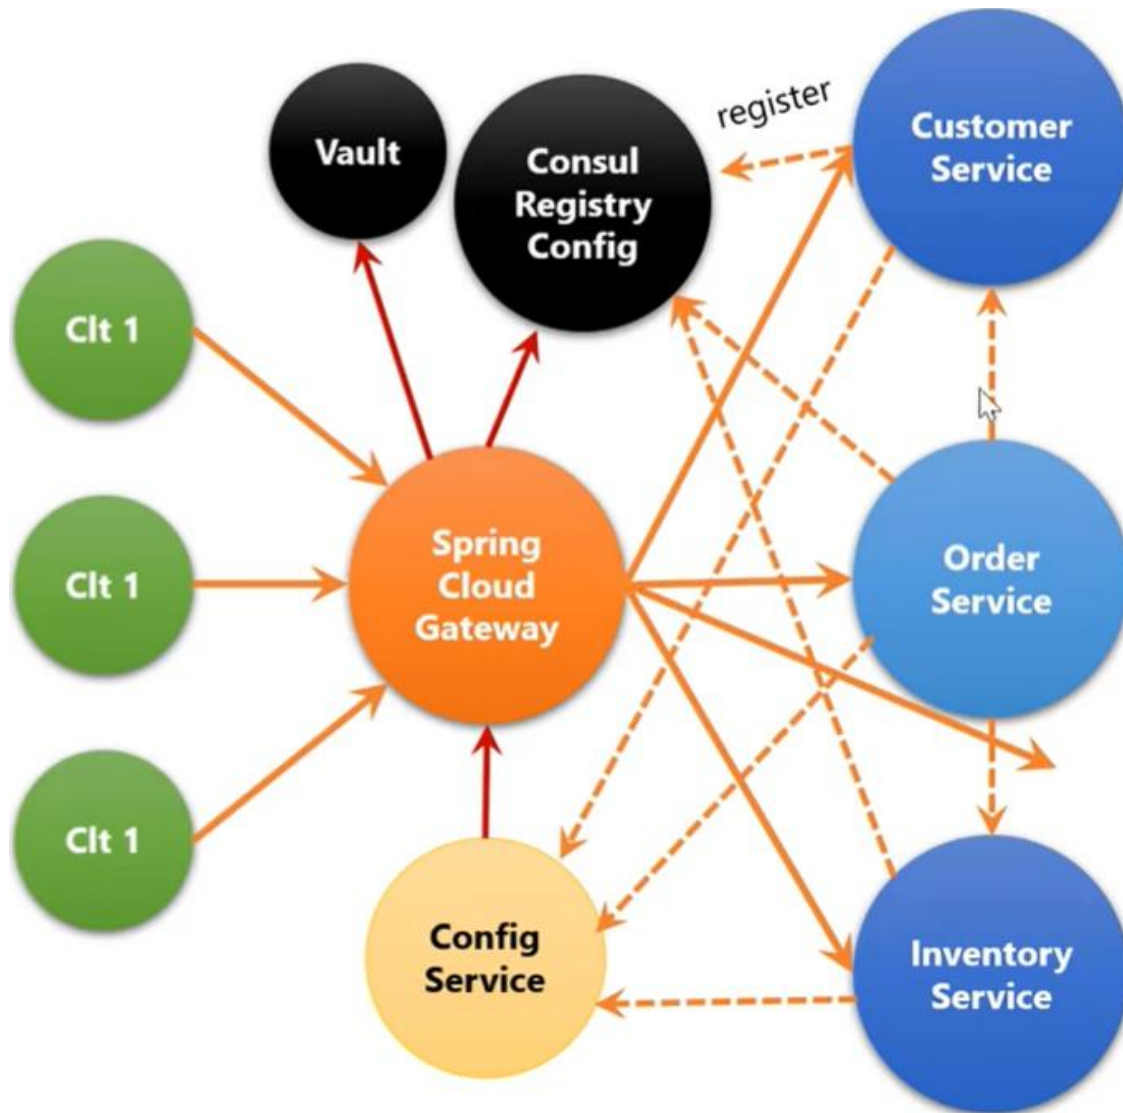 register
Customer
Service
Vault
Consul
Registry
Config
Clt 1
Spring
Cloud
Gateway
Clt 1
Order
Service
Clt 1
Config
Service
Inventory
Service